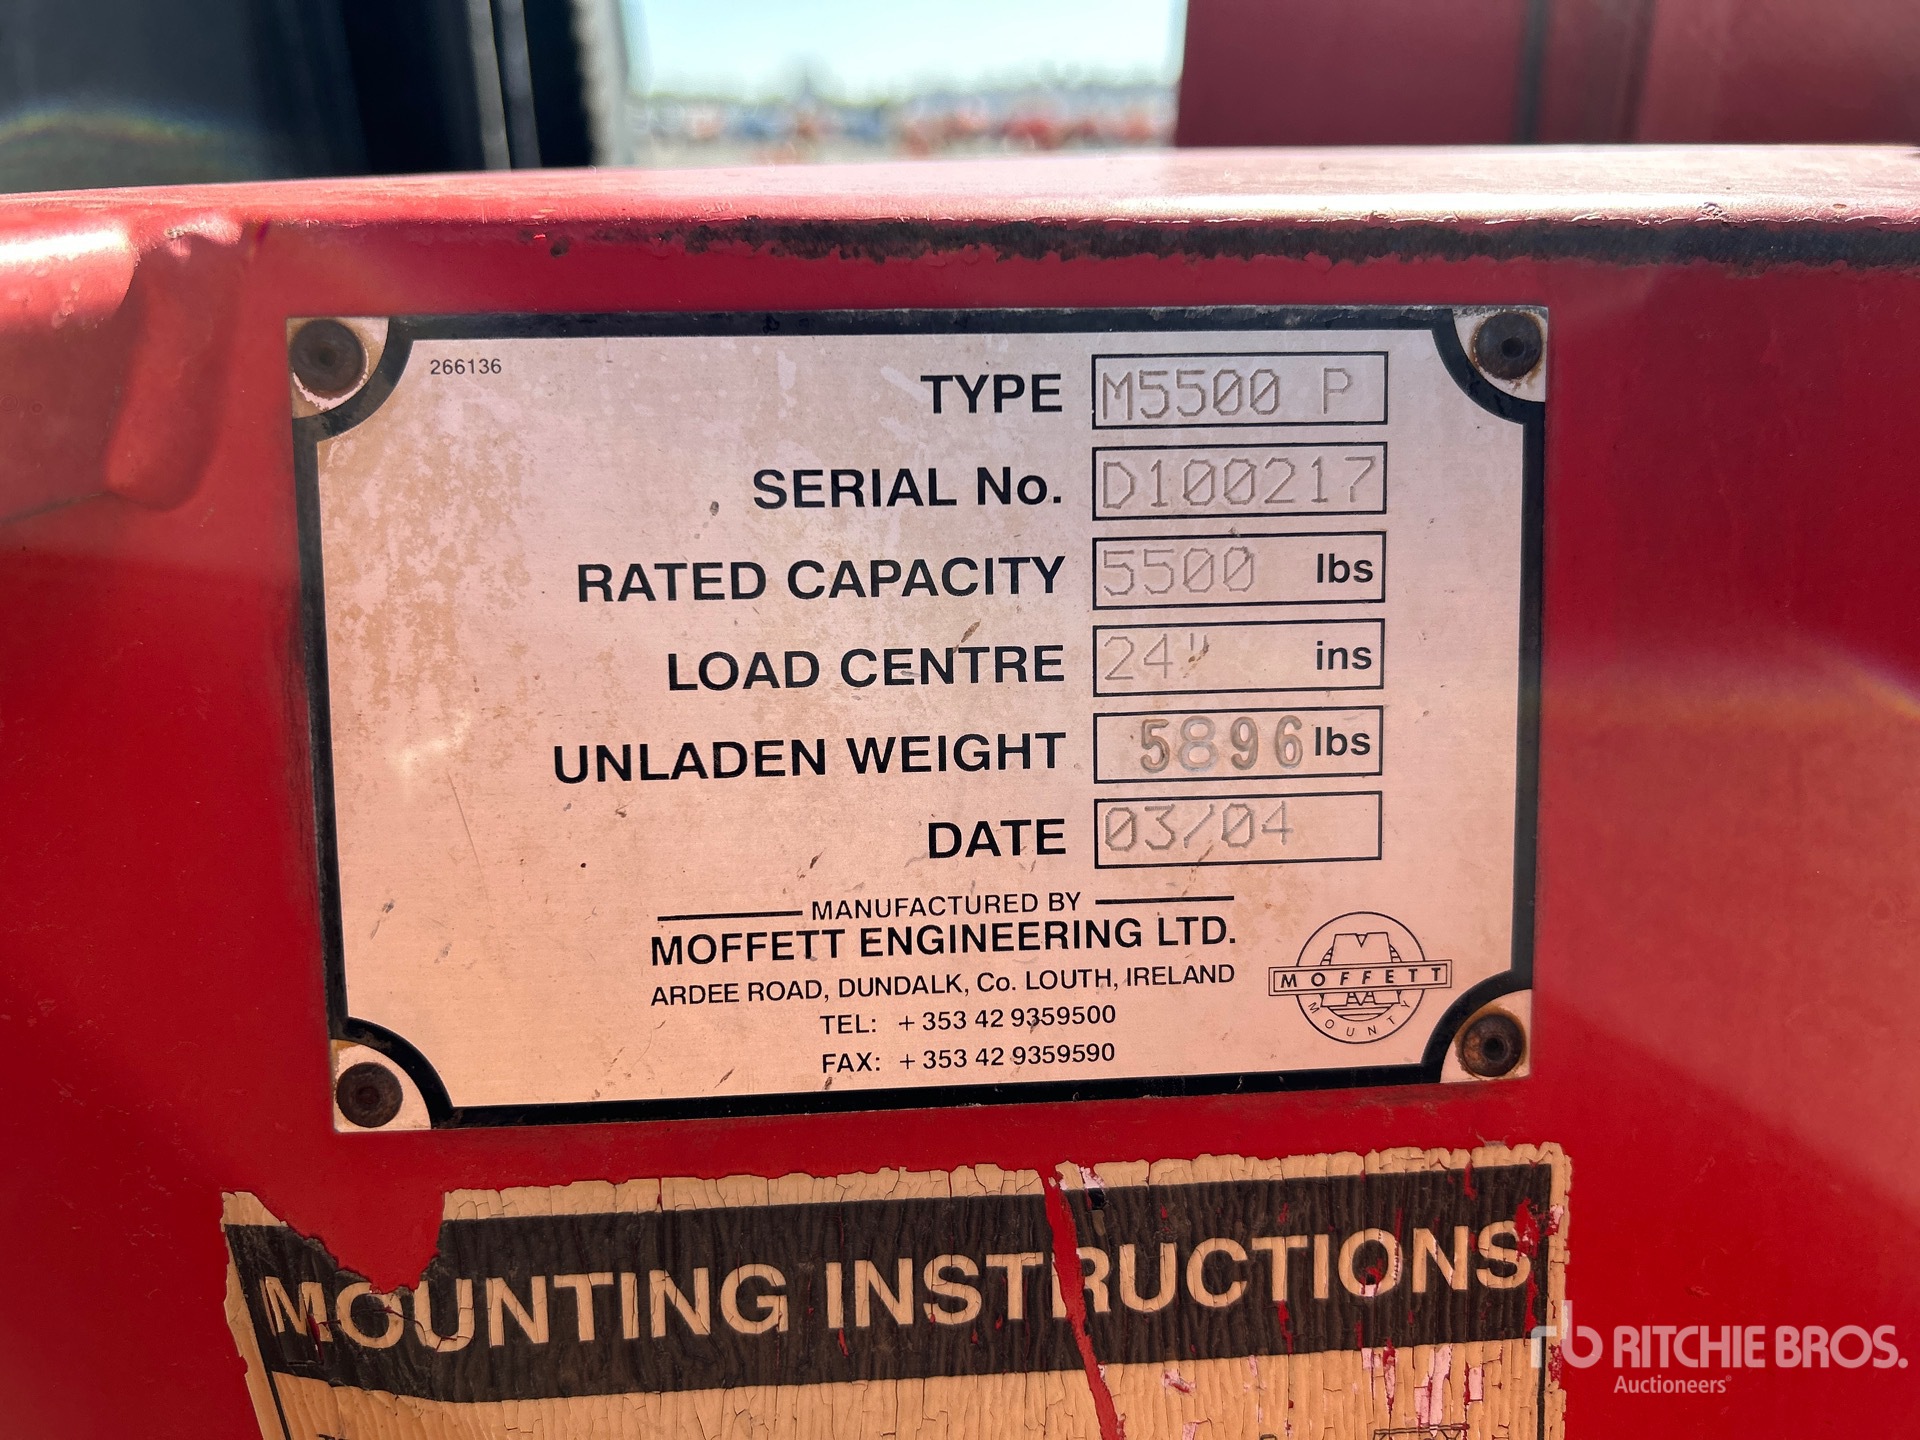 266136
TYPE M5500 P
SERIAL No. D100217
RATED CAPACITY 5500 lbs
LOAD CENTRE 24" ins
UNLADEN WEIGHT 5896 lbs
DATE 03/04
MANUFACTURED BY
MOFFETT ENGINEERING LTD.
ARDEE ROAD, DUNDALK, Co. LOUTH, IRELAND
TEL: + 353 42 9359500
FAX: + 353 42 9359590
MOFFETT
MOUNTY
MOUNTING INSTRUCTIONS
rb RITCHIE BROS.
Auctioneers